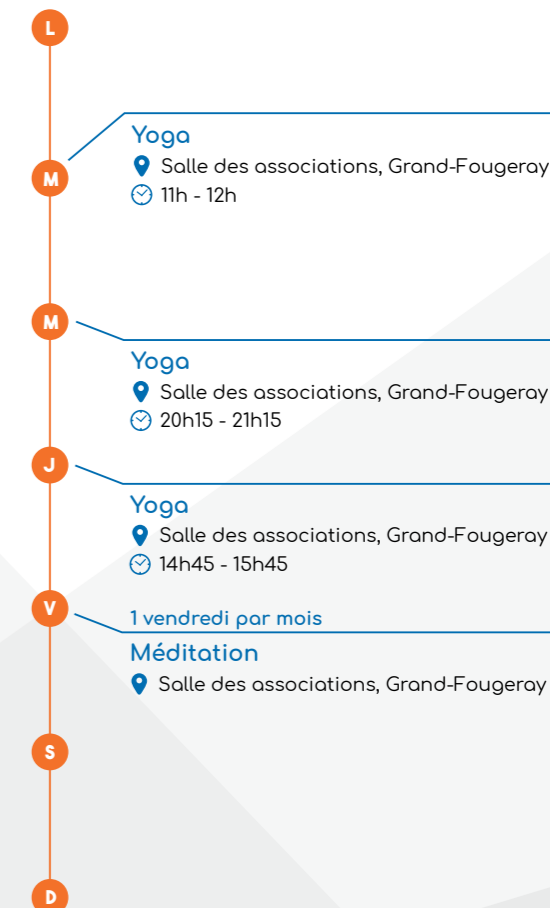 L
Yoga
Salle des associations, Grand-Fougeray
M
11h - 12h
M
Yoga
Salle des associations, Grand-Fougeray
20h15 - 21h15
J
Yoga
Salle des associations, Grand-Fougeray
14h45 - 15h45
V
1 vendredi par mois
Méditation
Salle des associations, Grand-Fougeray
S
D